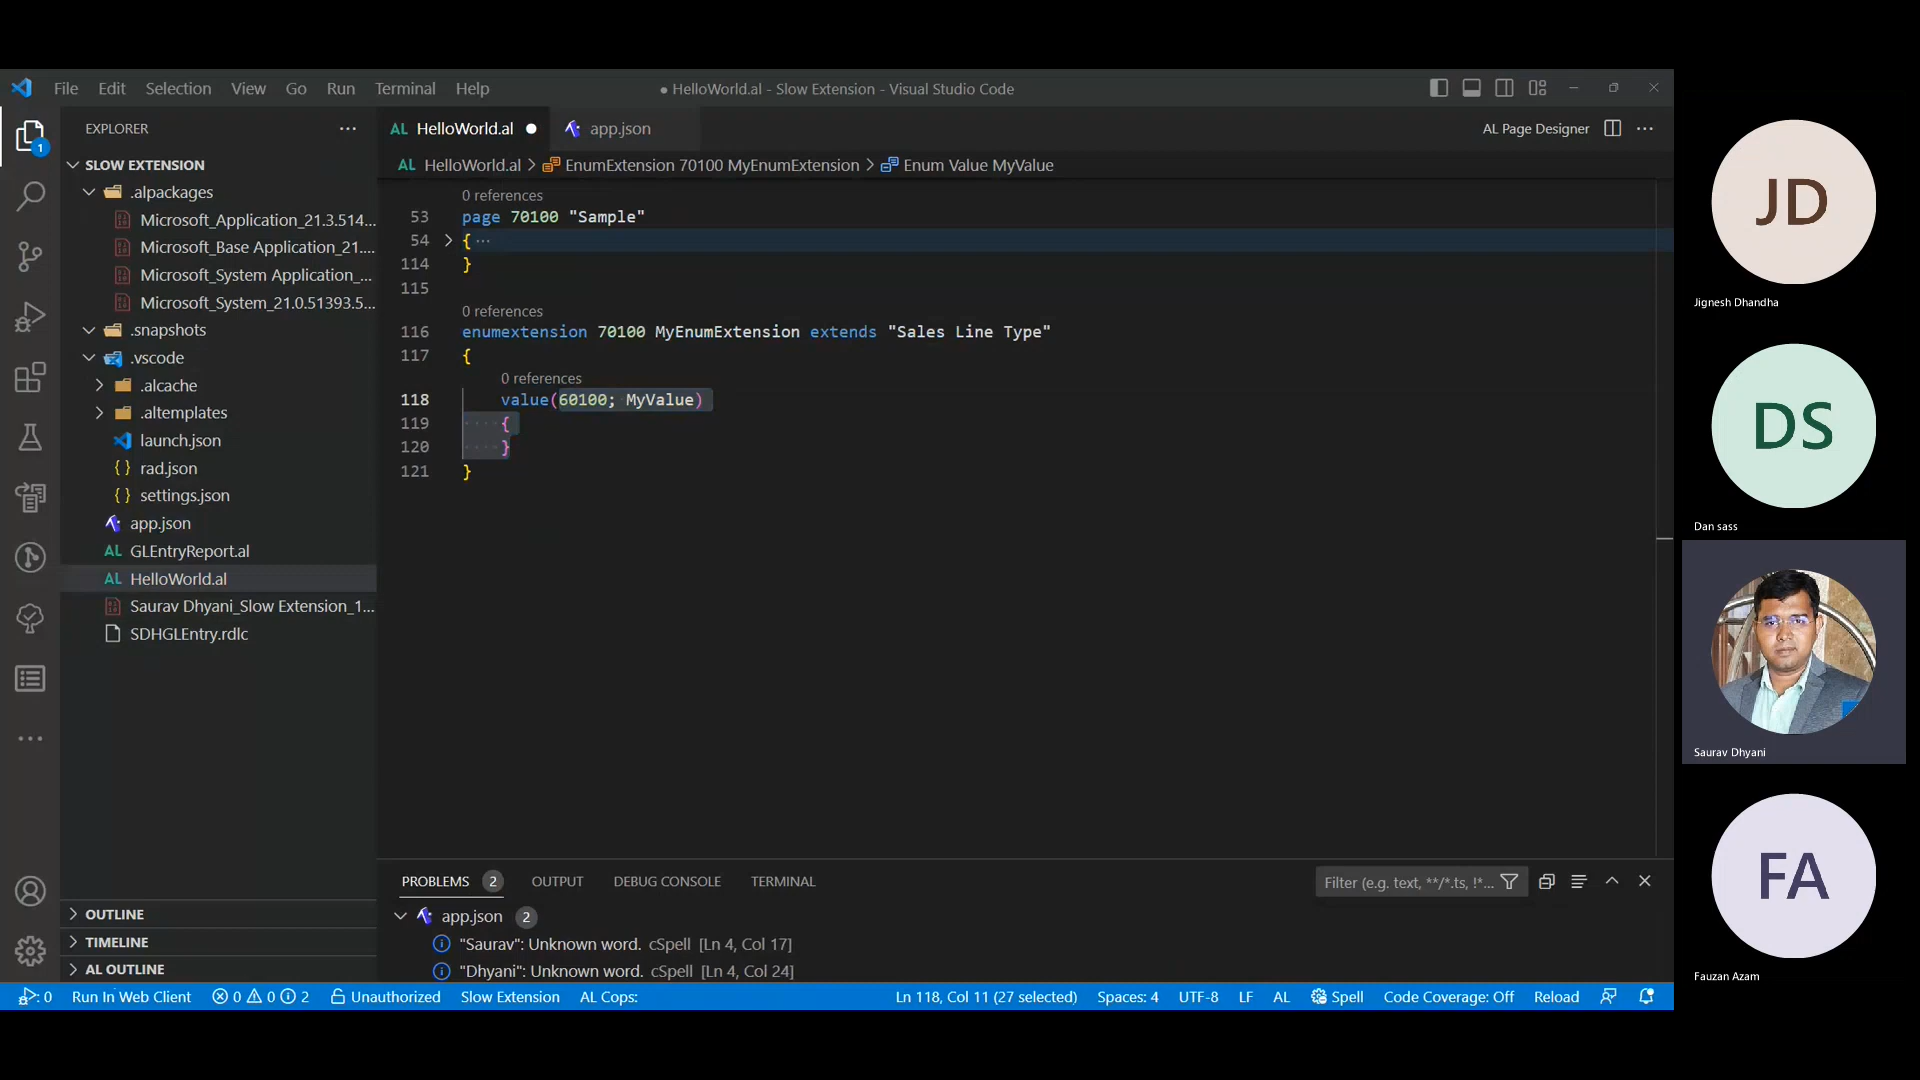 File Edit Selection View Go Run Terminal Help
● HelloWorld.al - Slow Extension - Visual Studio Code
EXPLORER
SLOW EXTENSION
.alpackages
Microsoft_Application_21.3.514...
Microsoft_Base Application_21....
Microsoft_System Application_...
Microsoft_System_21.0.51393.5...
.snapshots
.vscode
.alcache
.altemplates
launch.json
{} rad.json
{} settings.json
app.json
AL GLEntryReport.al
AL HelloWorld.al
Saurav Dhyani_Slow Extension_1...
SDHGLEntry.rdlc
OUTLINE
TIMELINE
AL OUTLINE
1
AL HelloWorld.al ●
app.json
AL Page Designer
AL HelloWorld.al > EnumExtension 70100 MyEnumExtension > Enum Value MyValue
0 references
53 page 70100 "Sample"
54 { ...
114 }
115
0 references
116 enumextension 70100 MyEnumExtension extends "Sales Line Type"
117 {
0 references
118 value(60100; MyValue)
119 {
120 }
121 }
PROBLEMS 2 OUTPUT DEBUG CONSOLE TERMINAL
Filter (e.g. text, **/*.ts, !*...
app.json 2
"Saurav": Unknown word. cSpell [Ln 4, Col 17]
"Dhyani": Unknown word. cSpell [Ln 4, Col 24]
: 0 Run In Web Client 0 0 2 Unauthorized Slow Extension AL Cops:
Ln 118, Col 11 (27 selected) Spaces: 4 UTF-8 LF AL Spell Code Coverage: Off Reload
JD
Jignesh Dhandha
DS
Dan sass
Saurav Dhyani
FA
Fauzan Azam